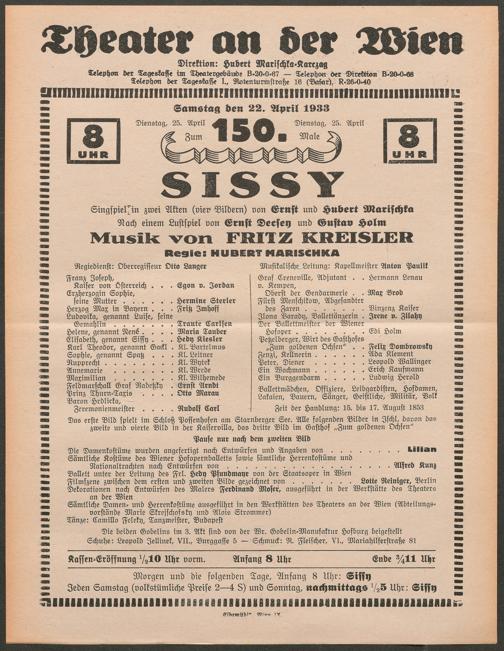 Theater an der Wien
Direktion: Hubert Marischka-Karczag
Telephon der Tageskasse im Theatergebäude B-20-0-67 — Telephon der Direktion B-20-0-68
Telephon der Tageskasse I., Rotenturmstraße 16 (Basar), R-26-0-40
Samstag den 22. April 1933
8 UHR
Dienstag, 25. April Zum 150. Male Dienstag, 25. April
8 UHR
SISSY
Singspiel in zwei Akten (vier Bildern) von Ernst und Hubert Marischka
Nach einem Lustspiel von Ernst Decsey und Gustav Holm
Musik von FRITZ KREISLER
Regie: HUBERT MARISCHKA
Regiedienst: Oberregisseur Otto Langer
Franz Joseph,
Kaiser von Österreich . . . Egon v. Jordan
Erzherzogin Sophie,
seine Mutter . . . Hermine Sterler
Herzog Max in Bayern . . . Fritz Imhoff
Ludovika, genannt Luise, seine
Gemahlin . . . Traute Carlsen
Helene, genannt René . . . Maria Tauber
Elisabeth, genannt Sissy . . . Hedy Kiesler
Karl Theodor, genannt Gackl . . . Kl. Bartelmus
Sophie, genannt Spatz . . . Kl. Leitner
Rupprecht . . . Kl. Wytek
Annemarie . . . Kl. Werde
Maximiliane . . . Kl. Wilhemede
Feldmarschall Graf Radetzky . . . Ernst Arndt
Prinz Thurn-Taxis . . . Otto Marau
Baron Hedlicka,
Zeremonienmeister . . . Rudolf Carl
Musikalische Leitung: Kapellmeister Anton Paulik
Graf Creneville, Adjutant . . Hermann Lenau
v. Kempen,
Oberst der Gendarmerie . . Max Brod
Fürst Menschikow, Abgesandter
des Zaren . . . Vinzenz Kaiser
Ilona Varady, Ballettänzerin . Irene v. Zilahy
Der Ballettmeister der Wiener
Hofoper . . . Edi Holm
Petzelberger, Wirt des Gasthofes
„Zum goldenen Ochsen“ . . Felix Dombrowsky
Fenzl, Kellnerin . . . Ada Klement
Peter, Diener . . . Leopold Wallinger
Ein Wachmann . . . Erich Kaufmann
Ein Burggendarm . . . Ludwig Herold
Ballettmädchen, Offiziere, Leibgardisten, Hofdamen,
Lakaien, Bauern, Sänger, Geistliche, Militär, Volk
Zeit der Handlung: 15. bis 17. August 1853
Das erste Bild spielt im Schloß Possenhofen am Starnberger See. Alle folgenden Bilder in Ischl, davon das
zweite und vierte Bild in der Kaiservilla, das dritte Bild im Gasthof „Zum goldenen Ochsen“
Pause nur nach dem zweiten Bild
Die Damenkostüme wurden angefertigt nach Entwürfen und Angaben von . . . Lilian
Sämtliche Kostüme des Wiener Hofopernballetts sowie sämtliche Herrenkostüme und
Nationaltrachten nach Entwürfen von . . . Alfred Kunz
Ballett unter der Leitung des Frl. Hedy Pfundmayr von der Staatsoper in Wien
Filmszene zwischen dem ersten und zweiten Bilde gezeichnet von . . . Lotte Reiniger, Berlin
Dekorationen nach Entwürfen des Malers Ferdinand Moser, ausgeführt in der Werkstätte des Theaters
an der Wien
Sämtliche Damen- und Herrenkostüme ausgeführt in den Werkstätten des Theaters an der Wien (Abteilungs-
vorstände Marie Skrejschofsky und Alois Strommer)
Tänze: Camillo Feleky, Tanzmeister, Budapest
Die beiden Gobelins im 3. Akt sind von der Wr. Gobelin-Manufaktur Hofburg beigestellt
Schuhe: Leopold Jellinek, VII., Burggasse 5 — Schmuck: R. Fleischer, VI., Mariahilferstraße 81
Kassen-Eröffnung ½10 Uhr vorm. Anfang 8 Uhr Ende ¾11 Uhr
Morgen und die folgenden Tage, Anfang 8 Uhr: Sissy
Jeden Samstag (volkstümliche Preise 2—4 S) und Sonntag, nachmittags ½5 Uhr: Sissy